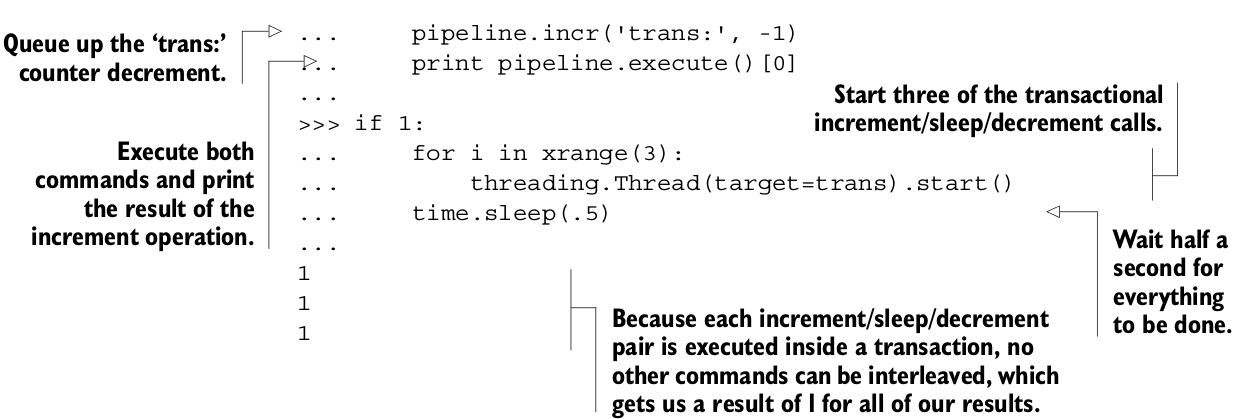 Queue up the ‘trans:’
counter decrement.
... pipeline.incr('trans:', -1)
... print pipeline.execute()[0]
...
>>> if 1:
... for i in xrange(3):
... threading.Thread(target=trans).start()
... time.sleep(.5)
...
1
1
1
Execute both
commands and print
the result of the
increment operation.
Start three of the transactional
increment/sleep/decrement calls.
Wait half a
second for
everything
to be done.
Because each increment/sleep/decrement
pair is executed inside a transaction, no
other commands can be interleaved, which
gets us a result of 1 for all of our results.